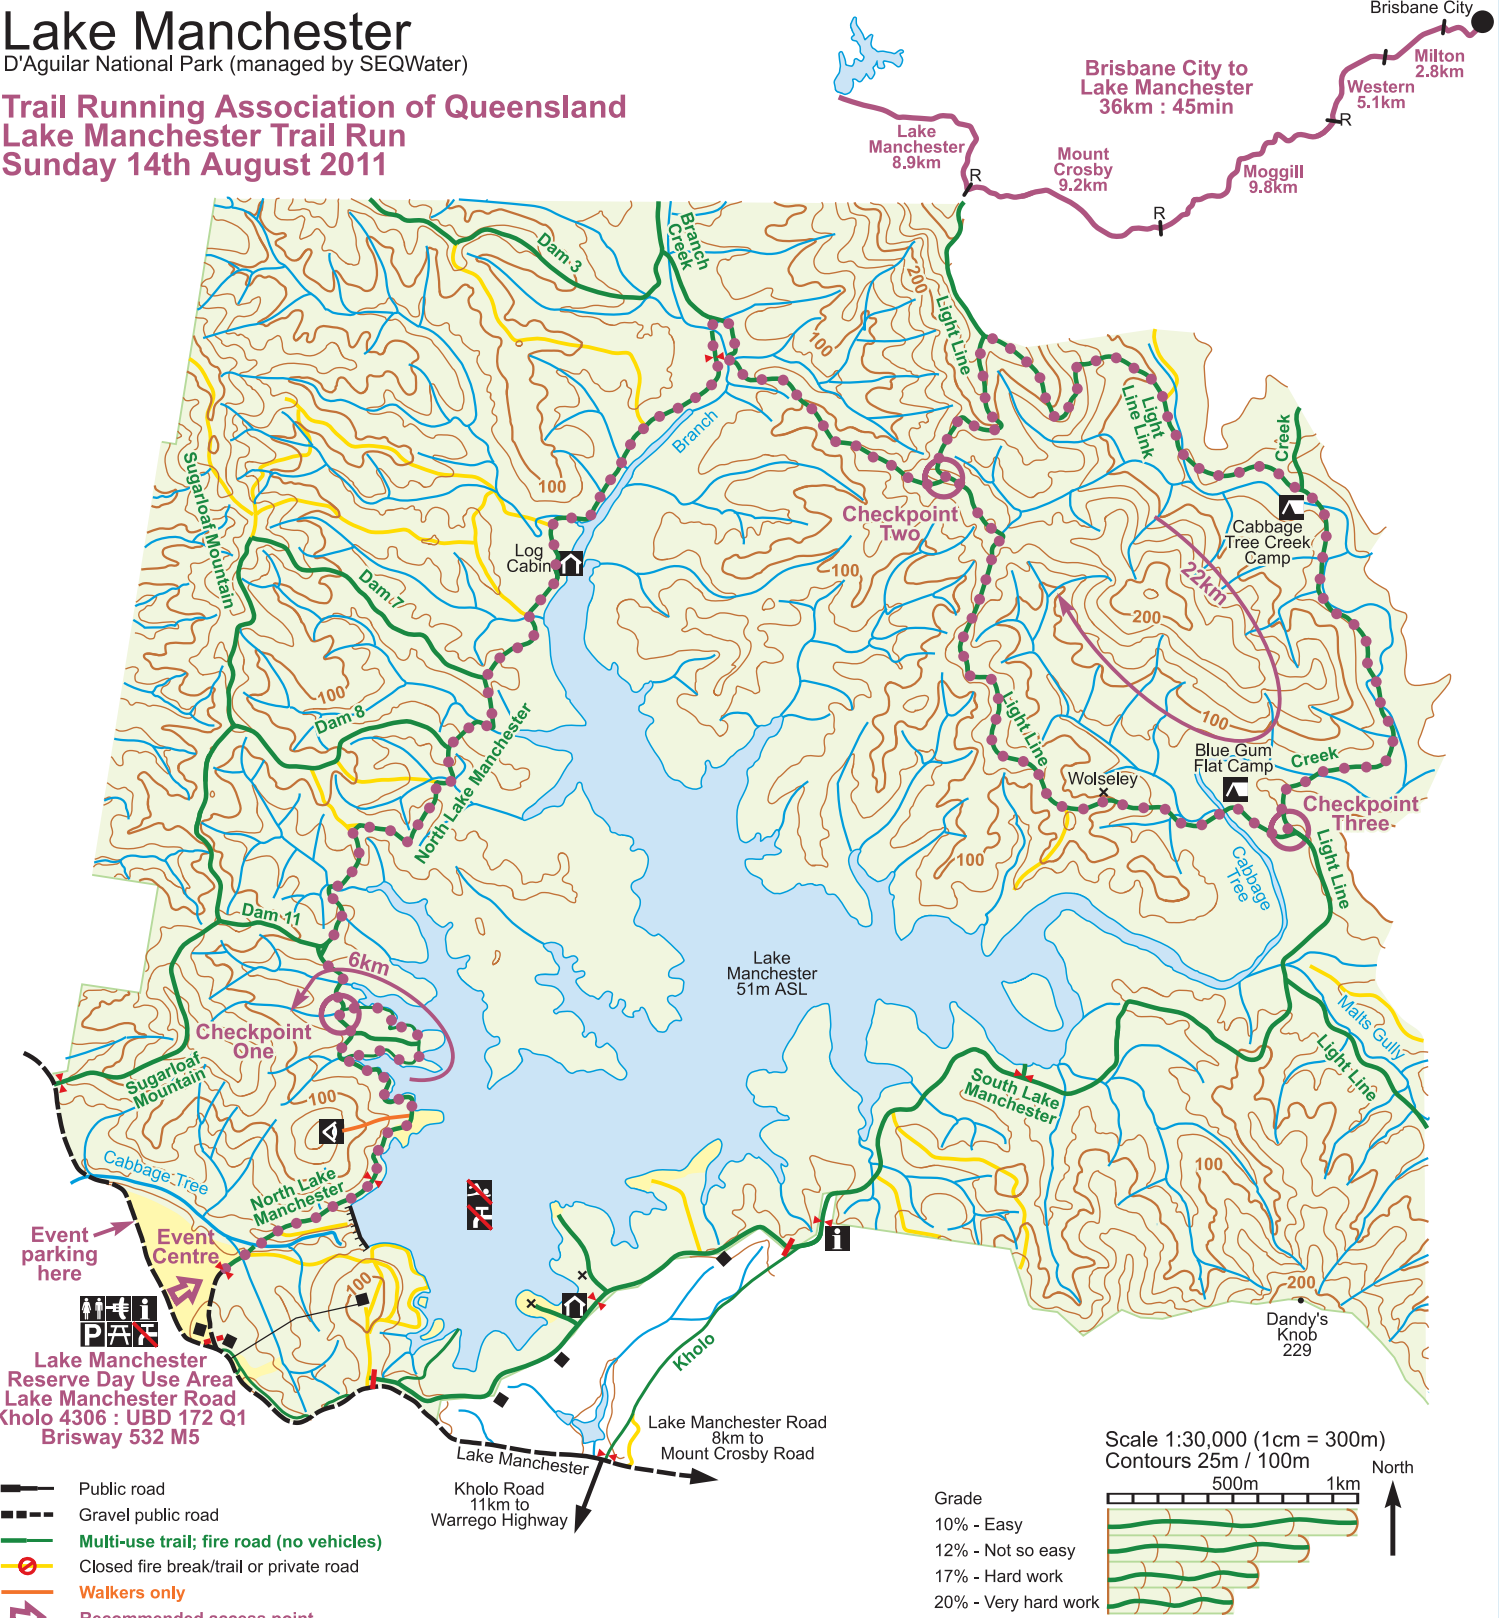 Lake Manchester
D'Aguilar National Park (managed by SEQWater)
Trail Running Association of Queensland
Lake Manchester Trail Run
Sunday 14th August 2011
Brisbane City
Milton
2.8km
Western
5.1km
R
Brisbane City to
Lake Manchester
36km : 45min
Moggill
9.8km
R
Mount
Crosby
9.2km
R
Lake
Manchester
8.9km
Dam 3
Branch
Creek
200
100
Light Line
Light
Line Link
Creek
Branch
Sugarloaf Mountain
100
Log
Cabin
Checkpoint
Two
Cabbage
Tree Creek
Camp
100
22km
200
Dam 7
100
Dam 8
North Lake Manchester
Light Line
100
Blue Gum
Flat Camp
Creek
Wolseley
Checkpoint
Three
100
Light Line
Cabbage
Tree
Dam 11
6km
Lake
Manchester
51m ASL
Checkpoint
One
Malts Gully
Light Line
Sugarloaf
Mountain
100
South Lake
Manchester
Cabbage Tree
North Lake
Manchester
100
Event
parking
here
Event
Centre
i
100
200
Dandy's
Knob
229
i
P
Kholo
Lake Manchester
Reserve Day Use Area
Lake Manchester Road
Kholo 4306 : UBD 172 Q1
Brisway 532 M5
Lake Manchester Road
8km to
Mount Crosby Road
Lake Manchester
Kholo Road
11km to
Warrego Highway
Scale 1:30,000 (1cm = 300m)
Contours 25m / 100m
500m
1km
North
Grade
10% - Easy
12% - Not so easy
17% - Hard work
20% - Very hard work
Public road
Gravel public road
Multi-use trail; fire road (no vehicles)
Closed fire break/trail or private road
Walkers only
Recommended access point